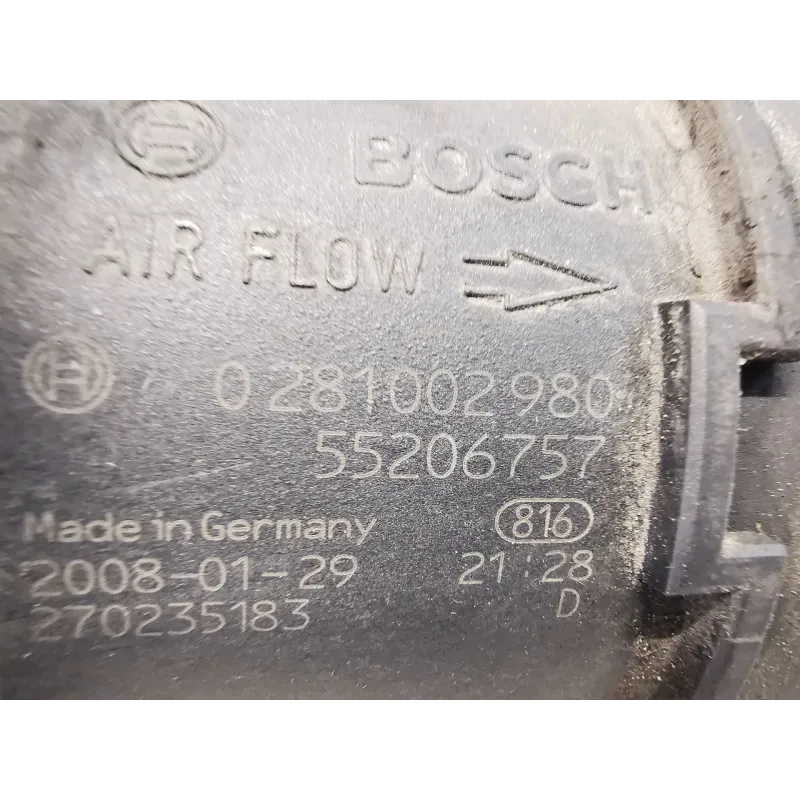 BOSCH
AIR FLOW
0 281 002 980
55206757
Made in Germany 816
2008-01-29 21:28
270235183 D